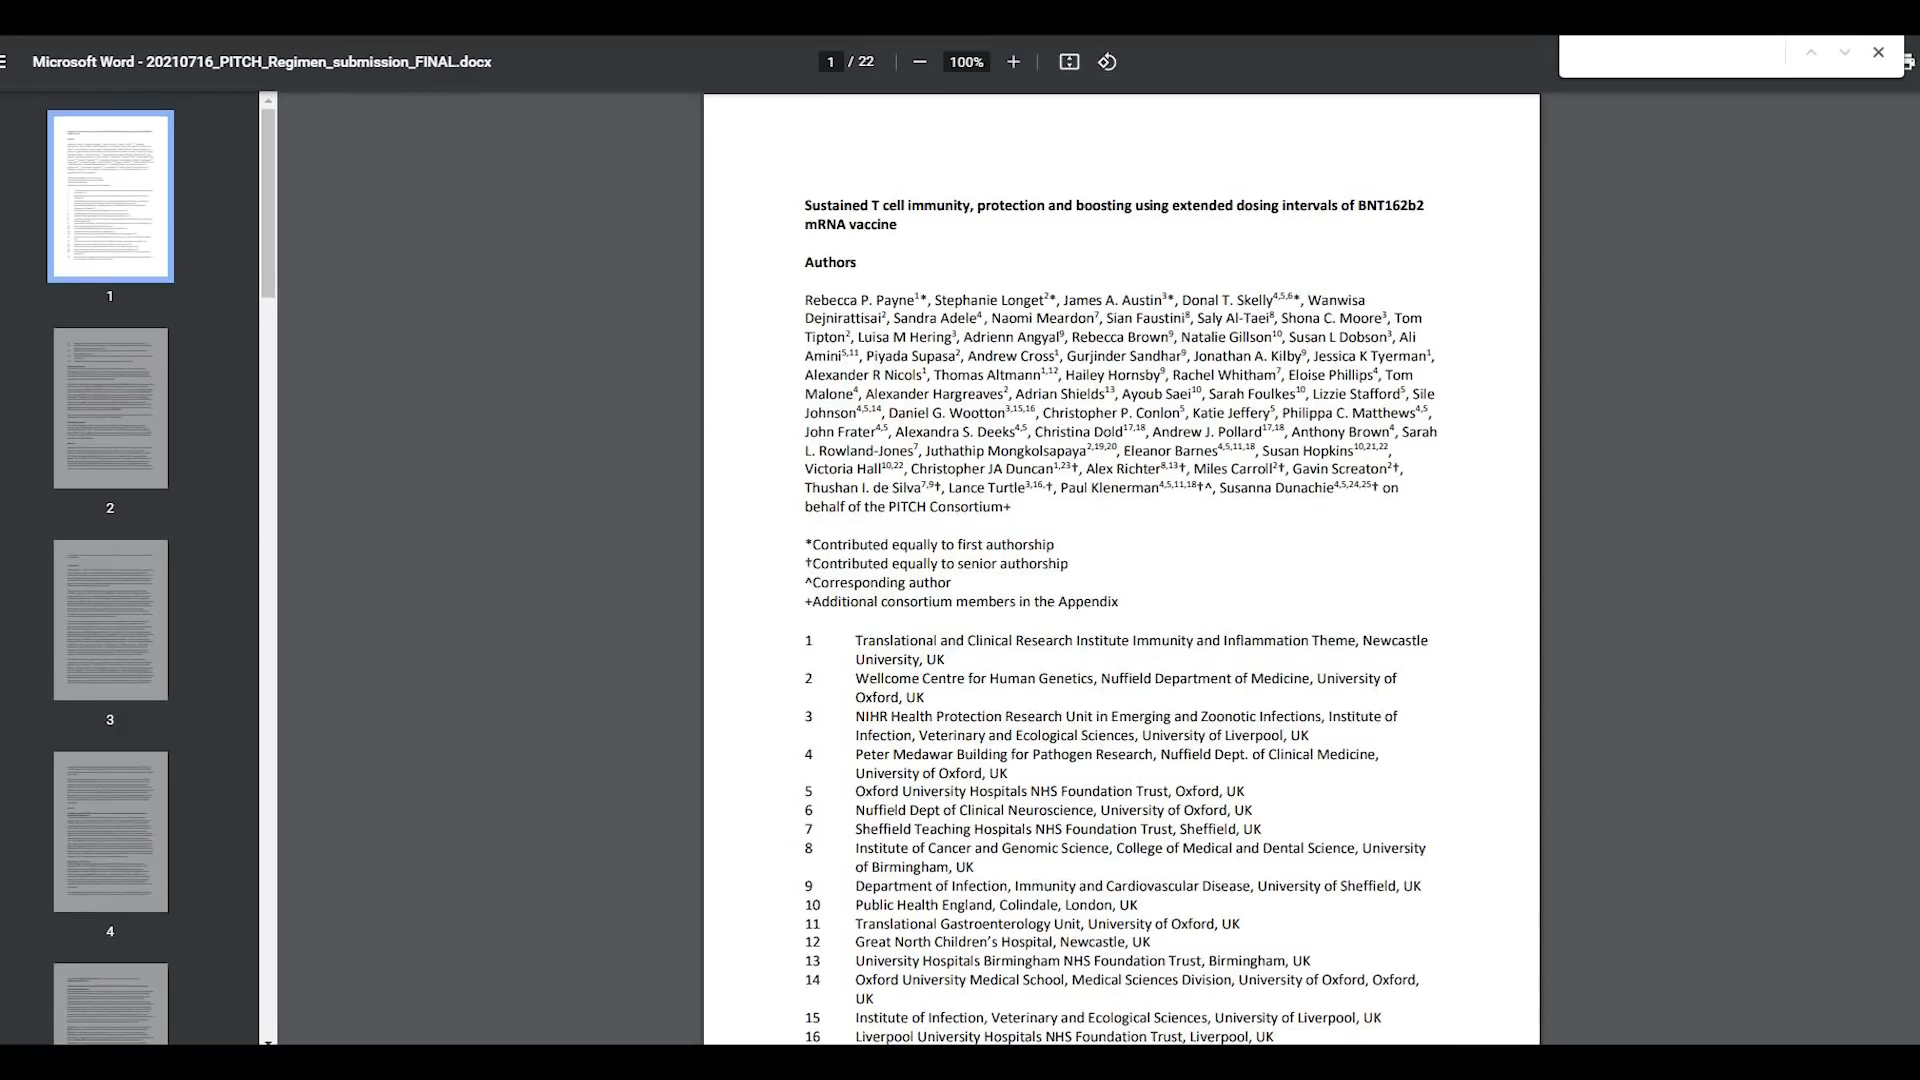 Microsoft Word - 20210716_PITCH_Regimen_submission_FINAL.docx
1 / 22
100%
1
2
3
4
Sustained T cell immunity, protection and boosting using extended dosing intervals of BNT162b2
mRNA vaccine
Authors
Rebecca P. Payne1*, Stephanie Longet2*, James A. Austin3*, Donal T. Skelly4,5,6*, Wanwisa
Dejnirattisai2, Sandra Adele4 , Naomi Meardon7, Sian Faustini8, Saly Al-Taei8, Shona C. Moore3, Tom
Tipton2, Luisa M Hering3, Adrienn Angyal9, Rebecca Brown9, Natalie Gillson10, Susan L Dobson3, Ali
Amini5,11, Piyada Supasa2, Andrew Cross1, Gurjinder Sandhar9, Jonathan A. Kilby9, Jessica K Tyerman1,
Alexander R Nicols1, Thomas Altmann1,12, Hailey Hornsby9, Rachel Whitham7, Eloise Phillips4, Tom
Malone4, Alexander Hargreaves2, Adrian Shields13, Ayoub Saei10, Sarah Foulkes10, Lizzie Stafford5, Sile
Johnson4,5,14, Daniel G. Wootton3,15,16, Christopher P. Conlon5, Katie Jeffery5, Philippa C. Matthews4,5,
John Frater4,5, Alexandra S. Deeks4,5, Christina Dold17,18, Andrew J. Pollard17,18, Anthony Brown4, Sarah
L. Rowland-Jones7, Juthathip Mongkolsapaya2,19,20, Eleanor Barnes4,5,11,18, Susan Hopkins10,21,22,
Victoria Hall10,22, Christopher JA Duncan1,23†, Alex Richter8,13†, Miles Carroll2†, Gavin Screaton2†,
Thushan I. de Silva7,9†, Lance Turtle3,16,†, Paul Klenerman4,5,11,18†^, Susanna Dunachie4,5,24,25† on
behalf of the PITCH Consortium+
*Contributed equally to first authorship
†Contributed equally to senior authorship
^Corresponding author
+Additional consortium members in the Appendix
1 Translational and Clinical Research Institute Immunity and Inflammation Theme, Newcastle
University, UK
2 Wellcome Centre for Human Genetics, Nuffield Department of Medicine, University of
Oxford, UK
3 NIHR Health Protection Research Unit in Emerging and Zoonotic Infections, Institute of
Infection, Veterinary and Ecological Sciences, University of Liverpool, UK
4 Peter Medawar Building for Pathogen Research, Nuffield Dept. of Clinical Medicine,
University of Oxford, UK
5 Oxford University Hospitals NHS Foundation Trust, Oxford, UK
6 Nuffield Dept of Clinical Neuroscience, University of Oxford, UK
7 Sheffield Teaching Hospitals NHS Foundation Trust, Sheffield, UK
8 Institute of Cancer and Genomic Science, College of Medical and Dental Science, University
of Birmingham, UK
9 Department of Infection, Immunity and Cardiovascular Disease, University of Sheffield, UK
10 Public Health England, Colindale, London, UK
11 Translational Gastroenterology Unit, University of Oxford, UK
12 Great North Children’s Hospital, Newcastle, UK
13 University Hospitals Birmingham NHS Foundation Trust, Birmingham, UK
14 Oxford University Medical School, Medical Sciences Division, University of Oxford, Oxford,
UK
15 Institute of Infection, Veterinary and Ecological Sciences, University of Liverpool, UK
16 Liverpool University Hospitals NHS Foundation Trust, Liverpool, UK